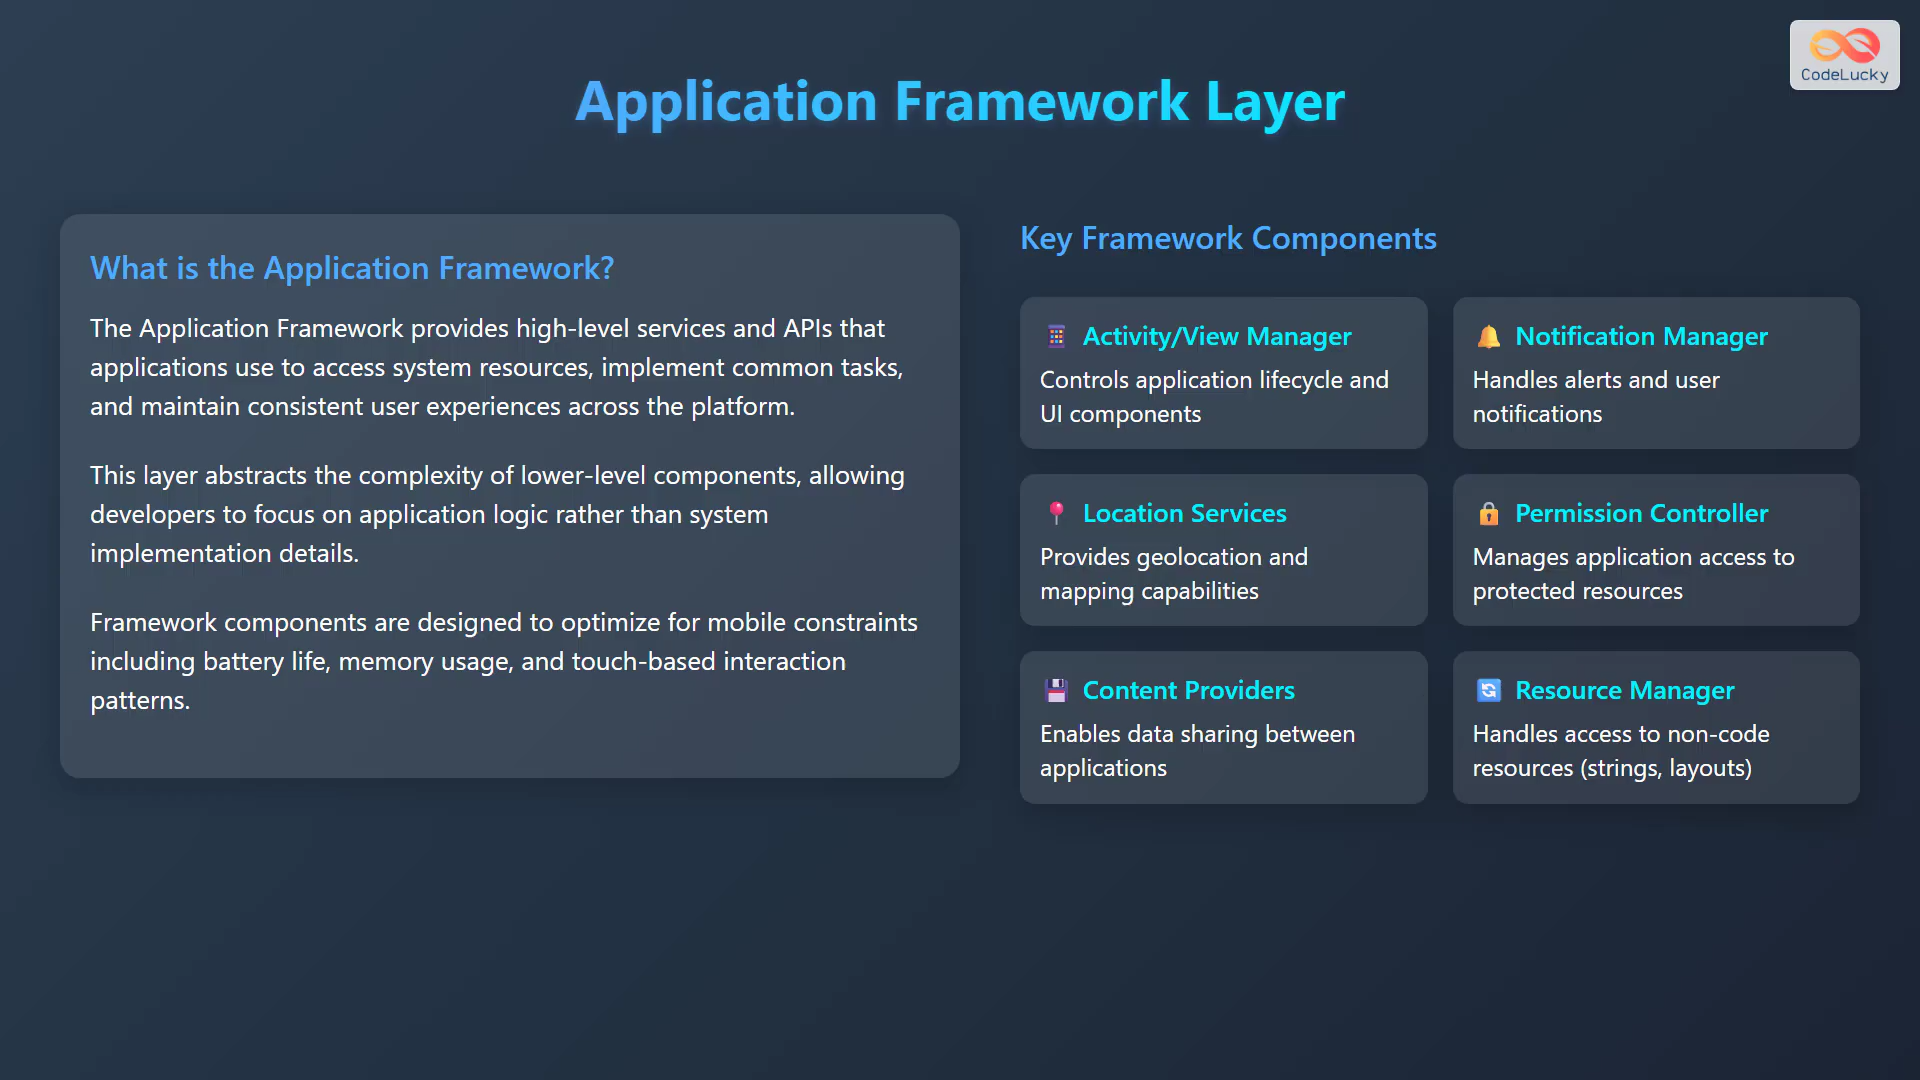 CodeLucky
Application Framework Layer
What is the Application Framework?
The Application Framework provides high-level services and APIs that
applications use to access system resources, implement common tasks,
and maintain consistent user experiences across the platform.
This layer abstracts the complexity of lower-level components, allowing
developers to focus on application logic rather than system
implementation details.
Framework components are designed to optimize for mobile constraints
including battery life, memory usage, and touch-based interaction
patterns.
Key Framework Components
Activity/View Manager
Controls application lifecycle and
UI components
Notification Manager
Handles alerts and user
notifications
Location Services
Provides geolocation and
mapping capabilities
Permission Controller
Manages application access to
protected resources
Content Providers
Enables data sharing between
applications
Resource Manager
Handles access to non-code
resources (strings, layouts)